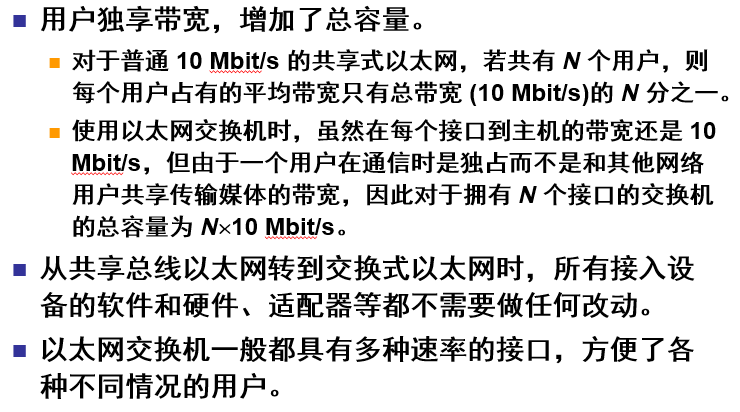 用户独享带宽，增加了总容量。
对于普通 10 Mbit/s 的共享式以太网，若共有 N 个用户，则
每个用户占有的平均带宽只有总带宽 (10 Mbit/s)的 N 分之一。
使用以太网交换机时，虽然在每个接口到主机的带宽还是 10
Mbit/s，但由于一个用户在通信时是独占而不是和其他网络
用户共享传输媒体的带宽，因此对于拥有 N 个接口的交换机
的总容量为 N×10 Mbit/s。
从共享总线以太网转到交换式以太网时，所有接入设
备的软件和硬件、适配器等都不需要做任何改动。
以太网交换机一般都具有多种速率的接口，方便了各
种不同情况的用户。